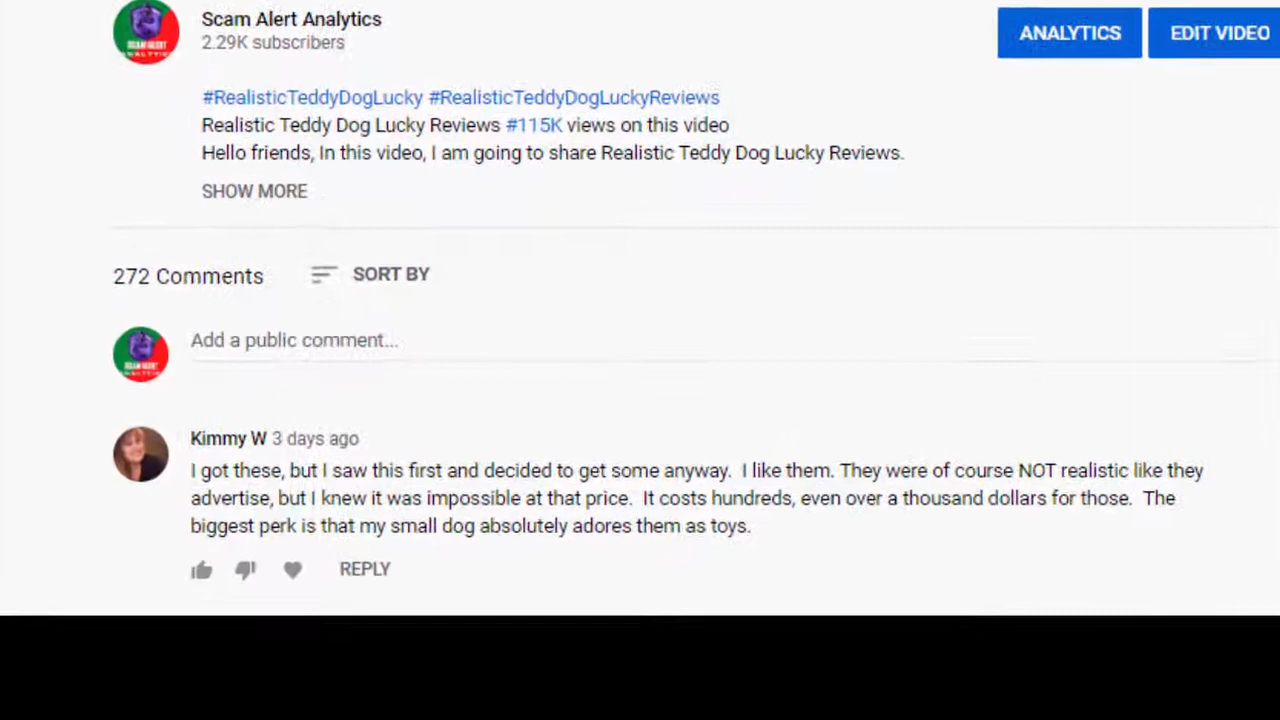 Scam Alert Analytics
2.29K subscribers
ANALYTICS
EDIT VIDEO
#RealisticTeddyDogLucky #RealisticTeddyDogLuckyReviews
Realistic Teddy Dog Lucky Reviews #115K views on this video
Hello friends, In this video, I am going to share Realistic Teddy Dog Lucky Reviews.
SHOW MORE
272 Comments
SORT BY
Add a public comment...
Kimmy W 3 days ago
I got these, but I saw this first and decided to get some anyway. I like them. They were of course NOT realistic like they
advertise, but I knew it was impossible at that price. It costs hundreds, even over a thousand dollars for those. The
biggest perk is that my small dog absolutely adores them as toys.
REPLY